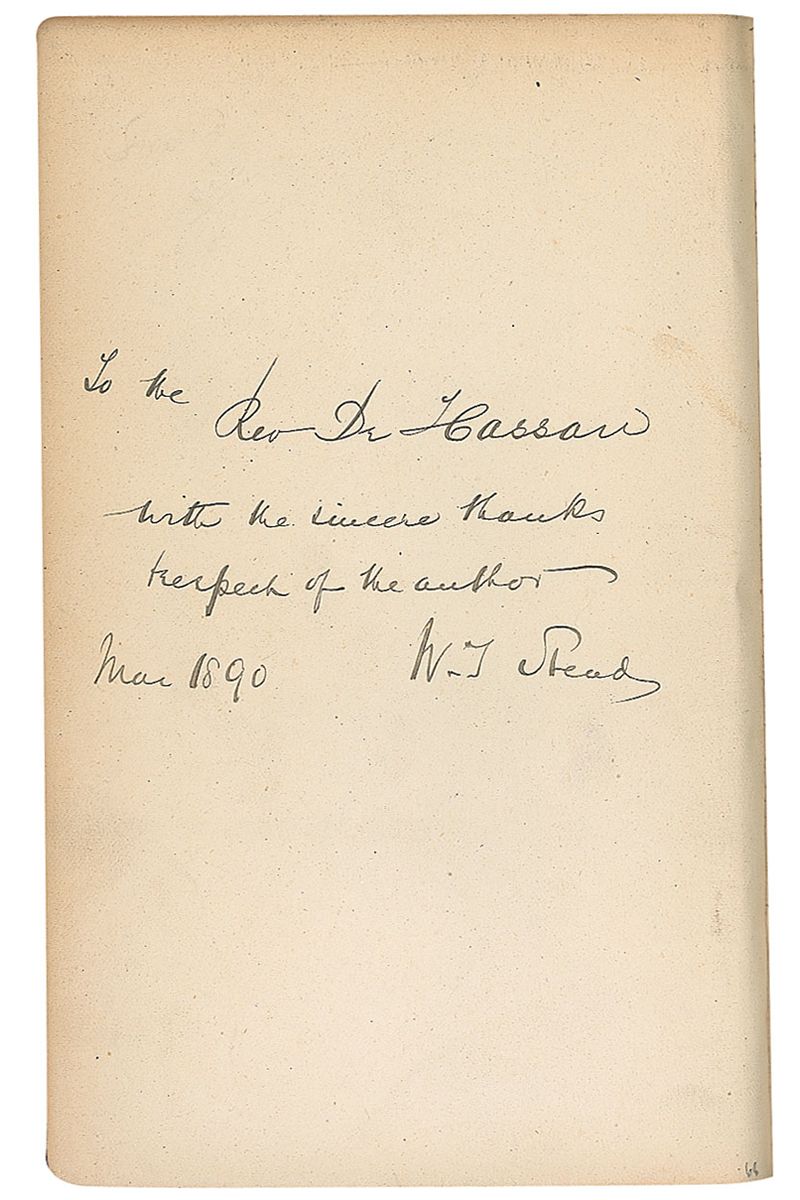 To the
Rev Dr Hassan
with the sincere thanks
& respect of the author
Mar 1890 W.T Stead